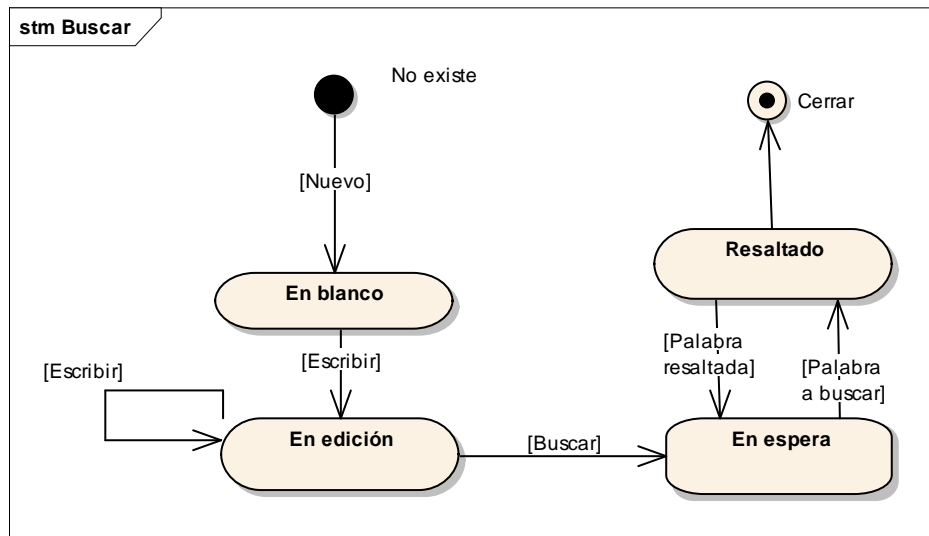 stm Buscar
No existe
Cerrar
[Nuevo]
Resaltado
En blanco
[Escribir]
[Palabra
resaltada]
[Palabra
a buscar]
[Escribir]
En edición
[Buscar]
En espera